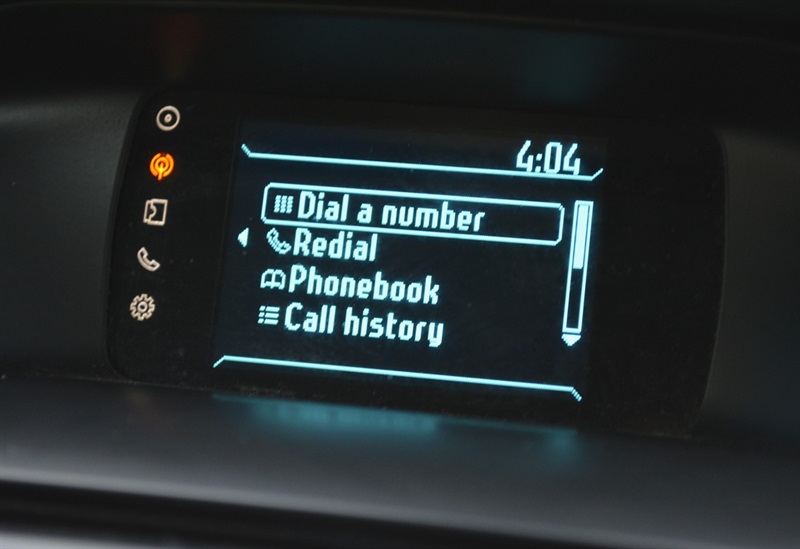 4:04
Dial a number
Redial
Phonebook
Call history